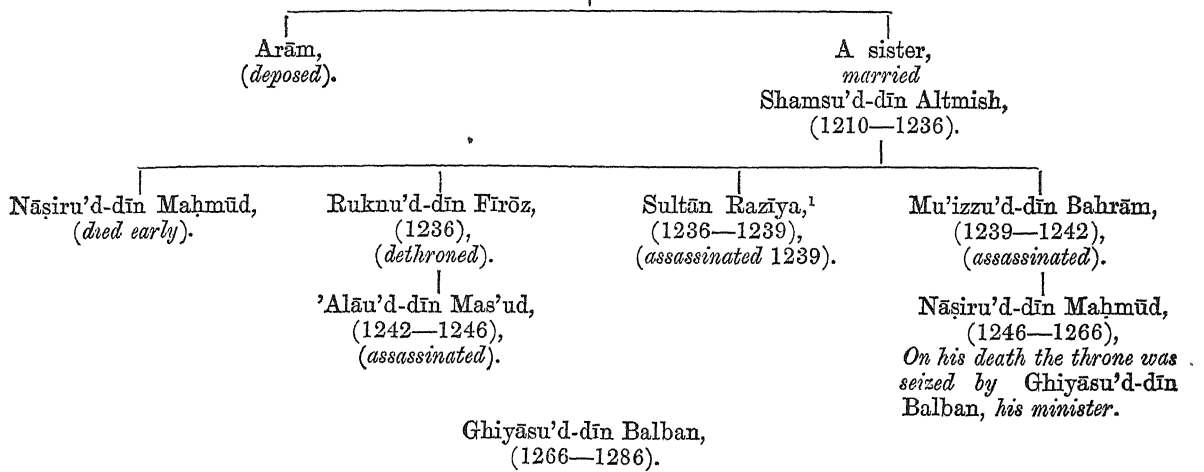 Arām,
(deposed).
A sister,
married
Shamsu'd-dīn Altmish,
(1210—1236).
Nāṣiru'd-dīn Maḥmūd,
(died early).
Ruknu'd-dīn Fīrōz,
(1236),
(dethroned).
'Alāu'd-dīn Mas'ud,
(1242—1246),
(assassinated).
Sultān Razīya,¹
(1236—1239),
(assassinated 1239).
Mu'izzu'd-dīn Bahrām,
(1239—1242),
(assassinated).
Nāṣiru'd-dīn Maḥmūd,
(1246—1266),
On his death the throne was
seized by Ghiyāsu'd-dīn
Balban, his minister.
Ghiyāsu'd-dīn Balban,
(1266—1286).